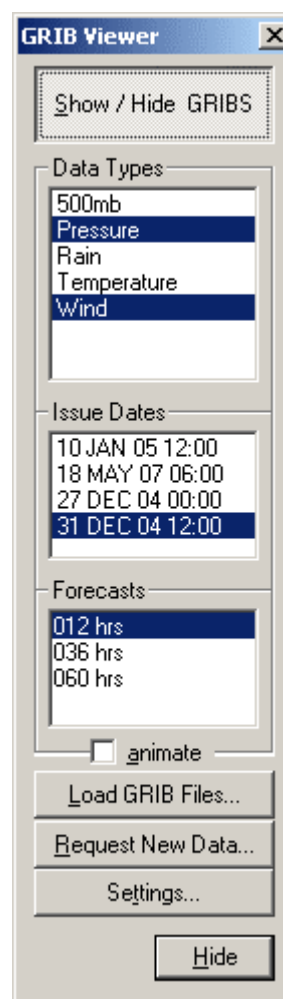 GRIB Viewer
Show / Hide GRIBS
Data Types
500mb
Pressure
Rain
Temperature
Wind
Issue Dates
10 JAN 05 12:00
18 MAY 07 06:00
27 DEC 04 00:00
31 DEC 04 12:00
Forecasts
012 hrs
036 hrs
060 hrs
animate
Load GRIB Files...
Request New Data...
Settings...
Hide